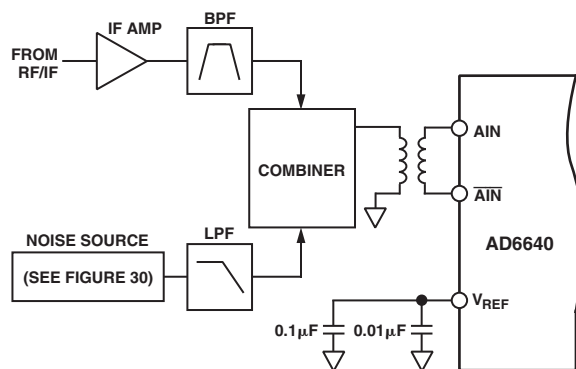 IF AMP
BPF
FROM
RF/IF
COMBINER
AIN
A̅I̅N̅
AD6640
NOISE SOURCE
(SEE FIGURE 30)
LPF
VREF
0.1μF
0.01μF